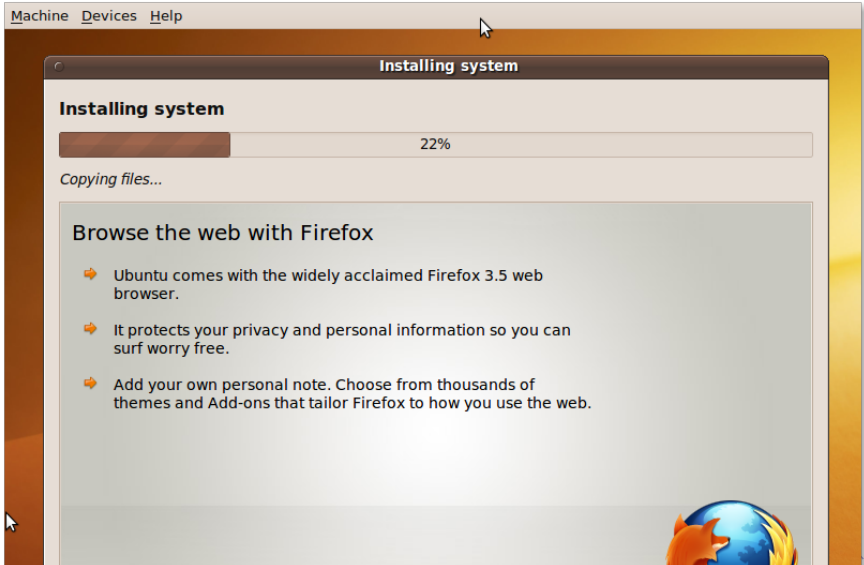 Machine Devices Help
Installing system
Installing system
22%
Copying files...
Browse the web with Firefox
Ubuntu comes with the widely acclaimed Firefox 3.5 web
browser.
It protects your privacy and personal information so you can
surf worry free.
Add your own personal note. Choose from thousands of
themes and Add-ons that tailor Firefox to how you use the web.